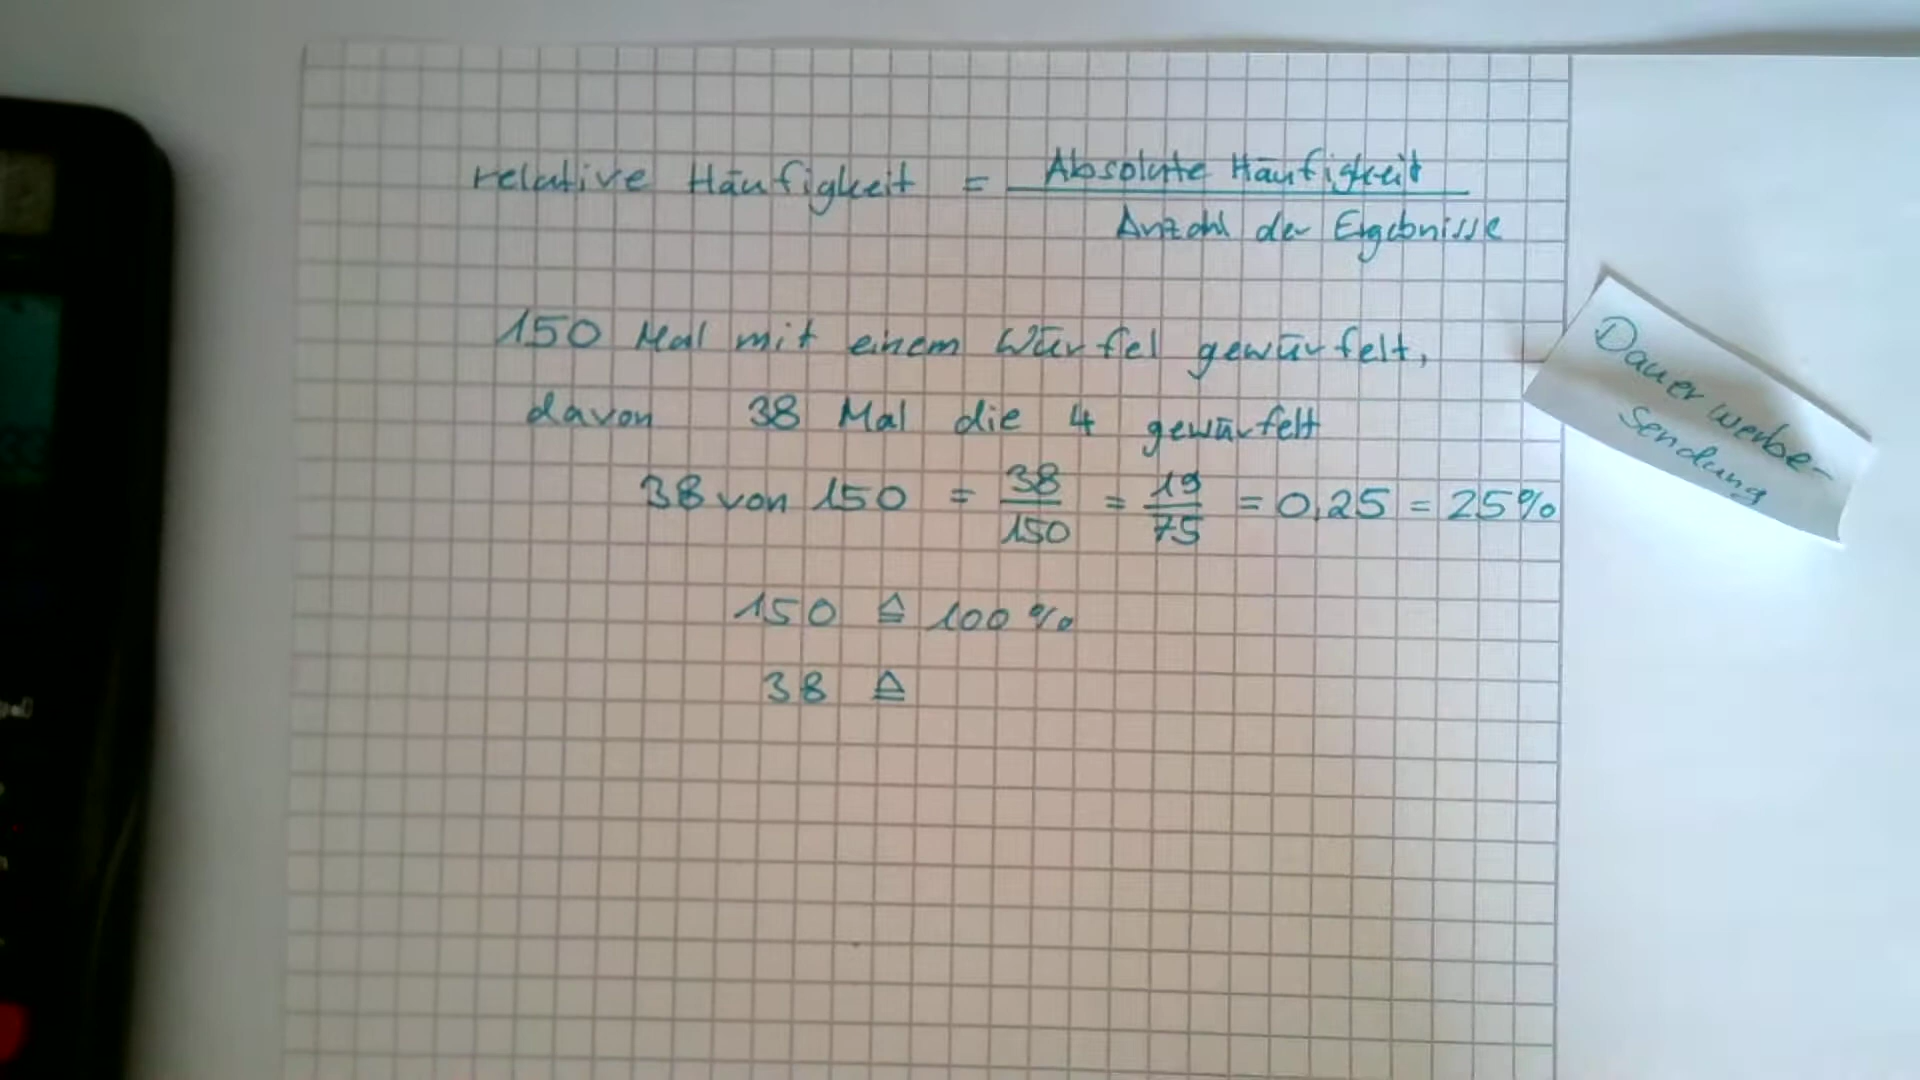 relative Häufigkeit = Absolute Häufigkeit / Anzahl der Ergebnisse
150 Mal mit einem Würfel gewürfelt,
davon 38 Mal die 4 gewürfelt
38 von 150 = 38/150 = 19/75 = 0,25 = 25%
150 ≙ 100%
38 ≙
Dauerwerbe-
Sendung